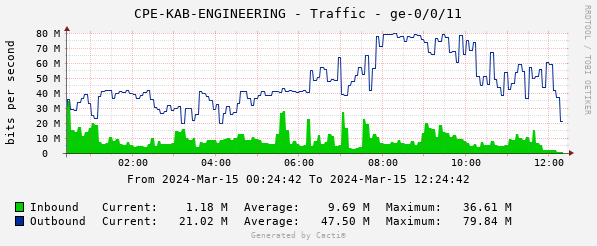 CPE-KAB-ENGINEERING - Traffic - ge-0/0/11
RRDTOOL / TOBI OETIKER
bits per second
80 M
70 M
60 M
50 M
40 M
30 M
20 M
10 M
0
02:00 04:00 06:00 08:00 10:00 12:00
From 2024-Mar-15 00:24:42 To 2024-Mar-15 12:24:42
Inbound Current: 1.18 M Average: 9.69 M Maximum: 36.61 M
Outbound Current: 21.02 M Average: 47.50 M Maximum: 79.84 M
Generated by Cacti®